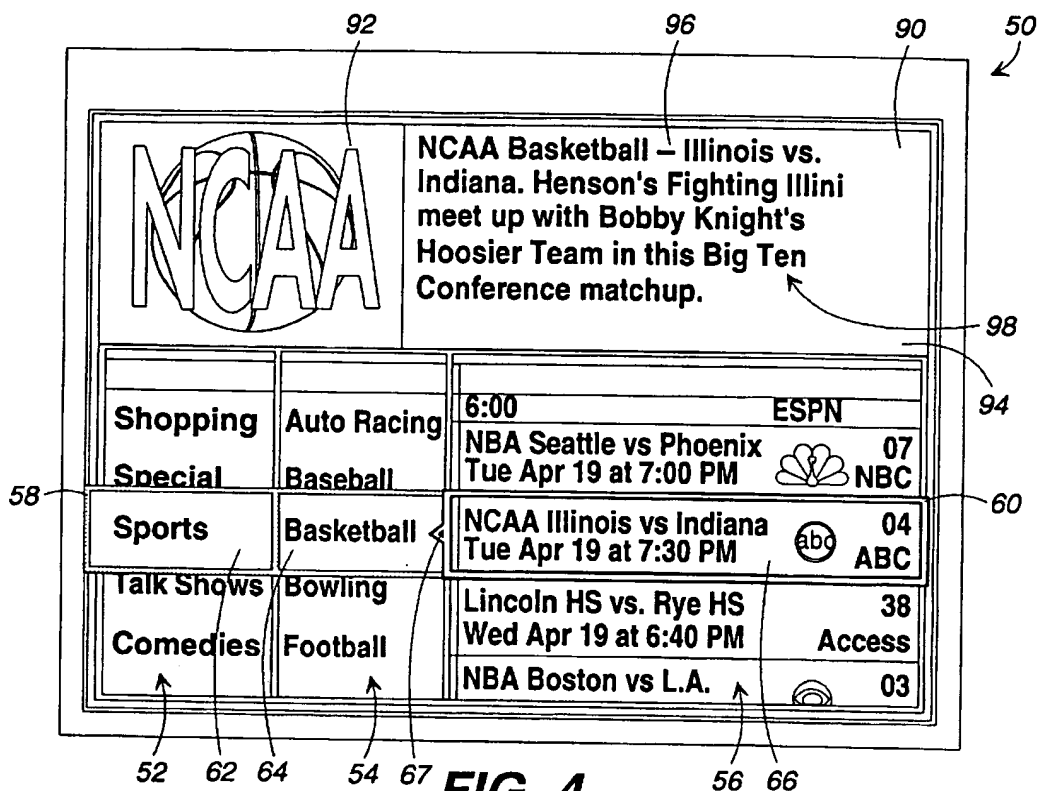 92
96
90
50
NCAA
NCAA Basketball – Illinois vs.
Indiana. Henson's Fighting Illini
meet up with Bobby Knight's
Hoosier Team in this Big Ten
Conference matchup.
98
94
Shopping
Special
Sports
Talk Shows
Comedies
Auto Racing
Baseball
Basketball
Bowling
Football
6:00 ESPN
NBA Seattle vs Phoenix 07
Tue Apr 19 at 7:00 PM NBC
NCAA Illinois vs Indiana 04
Tue Apr 19 at 7:30 PM abc ABC
Lincoln HS vs. Rye HS 38
Wed Apr 19 at 6:40 PM Access
NBA Boston vs L.A. 03
58
60
52
62
64
54
67
56
66
FIG. 4